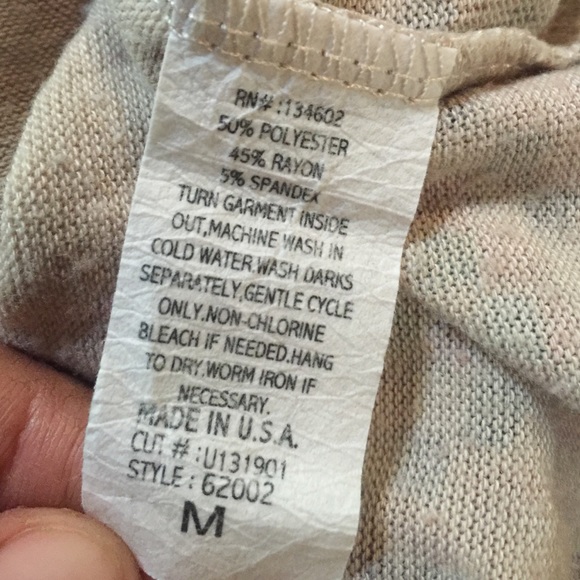 RN#:134602
50% POLYESTER
45% RAYON
5% SPANDEX
TURN GARMENT INSIDE
OUT,MACHINE WASH IN
COLD WATER.WASH DARKS
SEPARATELY,GENTLE CYCLE
ONLY.NON-CHLORINE
BLEACH IF NEEDED.HANG
TO DRY.WORM IRON IF
NECESSARY.
MADE IN U.S.A.
CUT #:U131901
STYLE: 62002
M